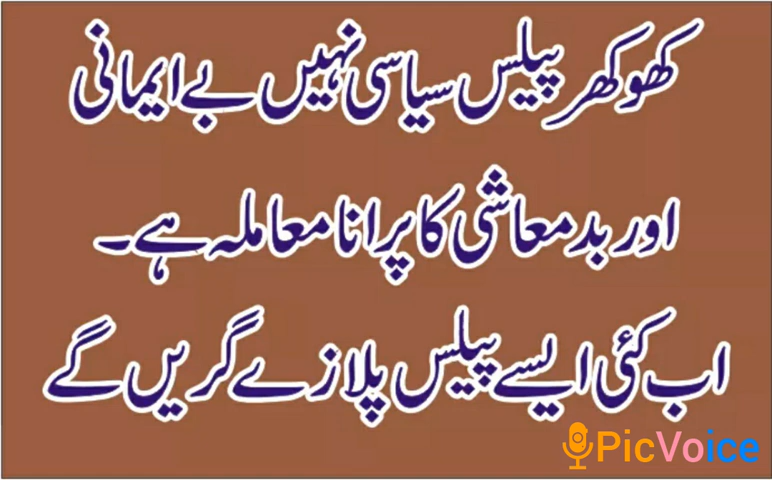 کھوکھر پیلس سیاسی نہیں بے ایمانی
اور بدمعاشی کا پرانا معاملہ ہے۔
اب کئی ایسے پیلس پلازے گریں گے
PicVoice